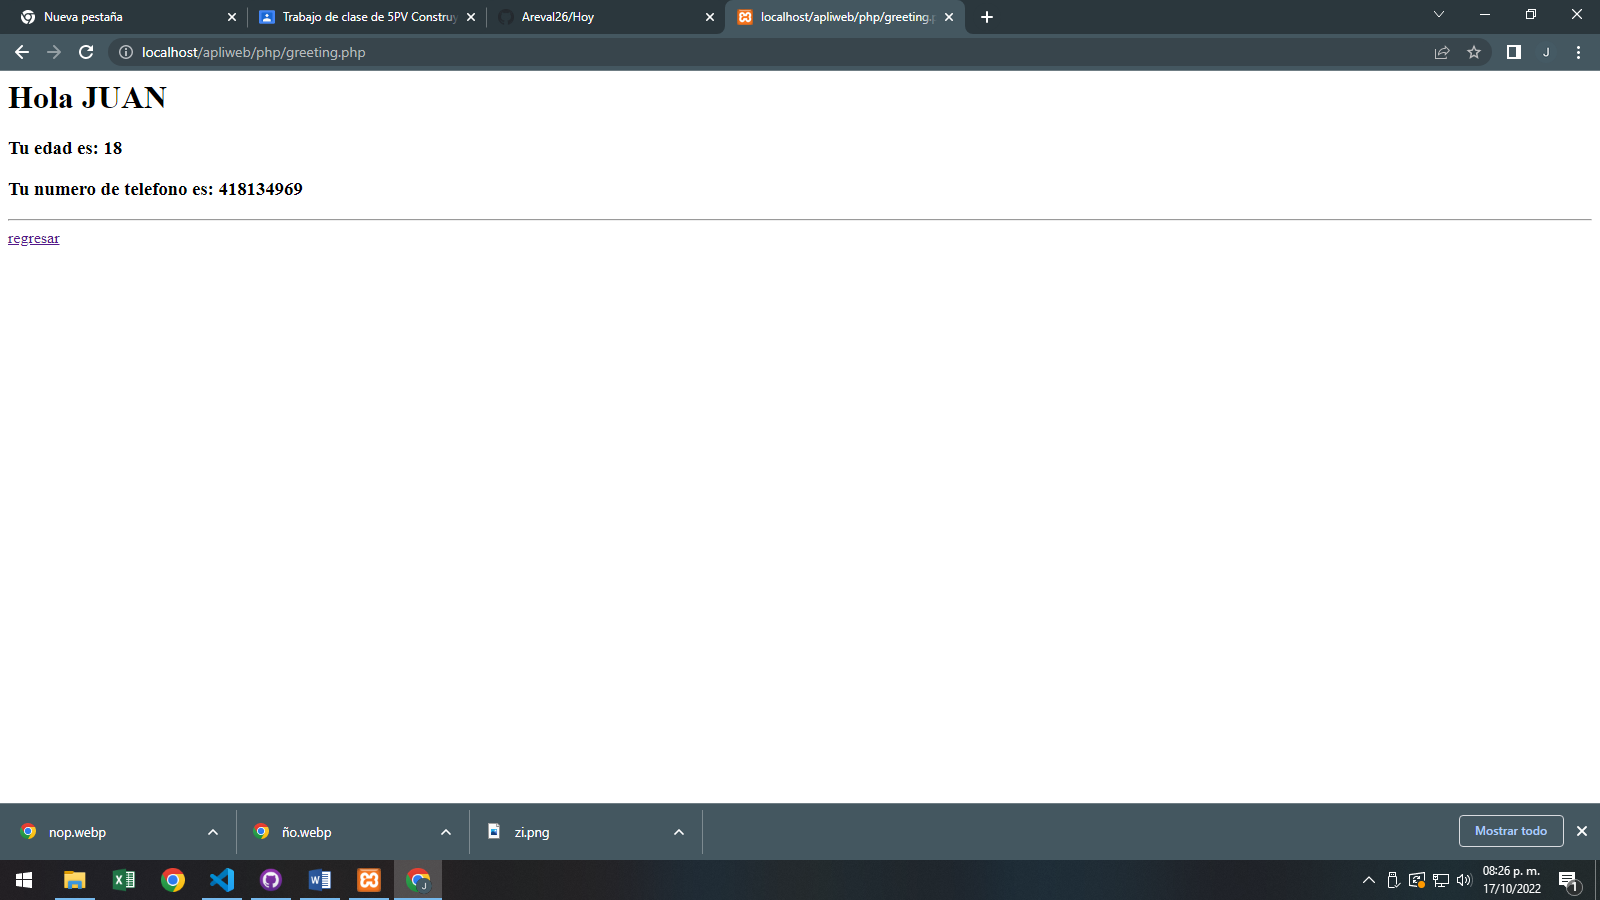 Nueva pestaña
Trabajo de clase de 5PV Constru
Areval26/Hoy
localhost/apliweb/php/greeting.p
localhost/apliweb/php/greeting.php
J
Hola JUAN
Tu edad es: 18
Tu numero de telefono es: 418134969
regresar
nop.webp
ño.webp
zi.png
Mostrar todo
J
08:26 p. m.
17/10/2022
1